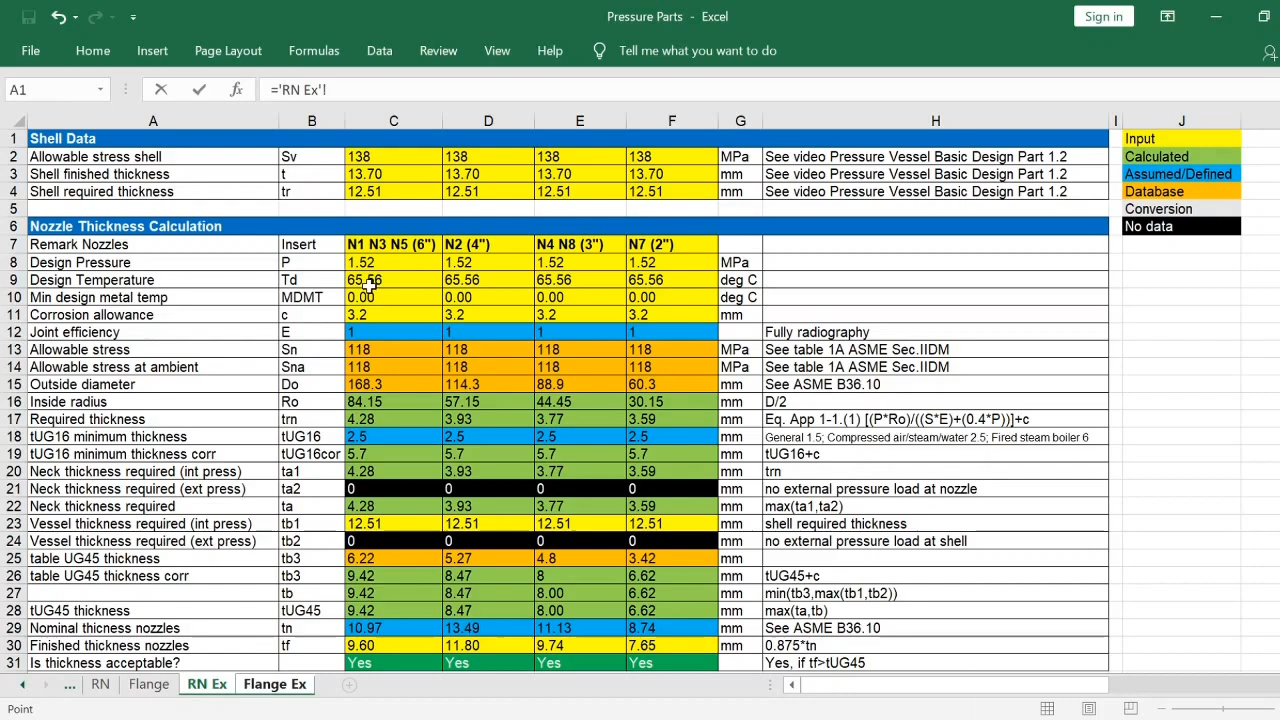 Pressure Parts - Excel
Sign in
File Home Insert Page Layout Formulas Data Review View Help Tell me what you want to do
A1 fx ='RN Ex'!
A B C D E F G H I J
1 Shell Data Input
2 Allowable stress shell Sv 138 138 138 138 MPa See video Pressure Vessel Basic Design Part 1.2 Calculated
3 Shell finished thickness t 13.70 13.70 13.70 13.70 mm See video Pressure Vessel Basic Design Part 1.2 Assumed/Defined
4 Shell required thickness tr 12.51 12.51 12.51 12.51 mm See video Pressure Vessel Basic Design Part 1.2 Database
5 Conversion
6 Nozzle Thickness Calculation No data
7 Remark Nozzles Insert N1 N3 N5 (6") N2 (4") N4 N8 (3") N7 (2")
8 Design Pressure P 1.52 1.52 1.52 1.52 MPa
9 Design Temperature Td 65.56 65.56 65.56 65.56 deg C
10 Min design metal temp MDMT 0.00 0.00 0.00 0.00 deg C
11 Corrosion allowance c 3.2 3.2 3.2 3.2 mm
12 Joint efficiency E 1 1 1 1 Fully radiography
13 Allowable stress Sn 118 118 118 118 MPa See table 1A ASME Sec.IIDM
14 Allowable stress at ambient Sna 118 118 118 118 MPa See table 1A ASME Sec.IIDM
15 Outside diameter Do 168.3 114.3 88.9 60.3 mm See ASME B36.10
16 Inside radius Ro 84.15 57.15 44.45 30.15 mm D/2
17 Required thickness trn 4.28 3.93 3.77 3.59 mm Eq. App 1-1.(1) [(P*Ro)/((S*E)+(0.4*P))]+c
18 tUG16 minimum thickness tUG16 2.5 2.5 2.5 2.5 mm General 1.5; Compressed air/steam/water 2.5; Fired steam boiler 6
19 tUG16 minimum thickness corr tUG16cor 5.7 5.7 5.7 5.7 mm tUG16+c
20 Neck thickness required (int press) ta1 4.28 3.93 3.77 3.59 mm trn
21 Neck thickness required (ext press) ta2 0 0 0 0 mm no external pressure load at nozzle
22 Neck thickness required ta 4.28 3.93 3.77 3.59 mm max(ta1,ta2)
23 Vessel thickness required (int press) tb1 12.51 12.51 12.51 12.51 mm shell required thickness
24 Vessel thickness required (ext press) tb2 0 0 0 0 mm no external pressure load at shell
25 table UG45 thickness tb3 6.22 5.27 4.8 3.42 mm
26 table UG45 thickness corr tb3 9.42 8.47 8 6.62 mm tUG45+c
27 tb 9.42 8.47 8.00 6.62 mm min(tb3,max(tb1,tb2))
28 tUG45 thickness tUG45 9.42 8.47 8.00 6.62 mm max(ta,tb)
29 Nominal thicness nozzles tn 10.97 13.49 11.13 8.74 mm See ASME B36.10
30 Finished thickness nozzles tf 9.60 11.80 9.74 7.65 mm 0.875*tn
31 Is thickness acceptable? Yes Yes Yes Yes Yes, if tf>tUG45
... RN Flange RN Ex Flange Ex
Point